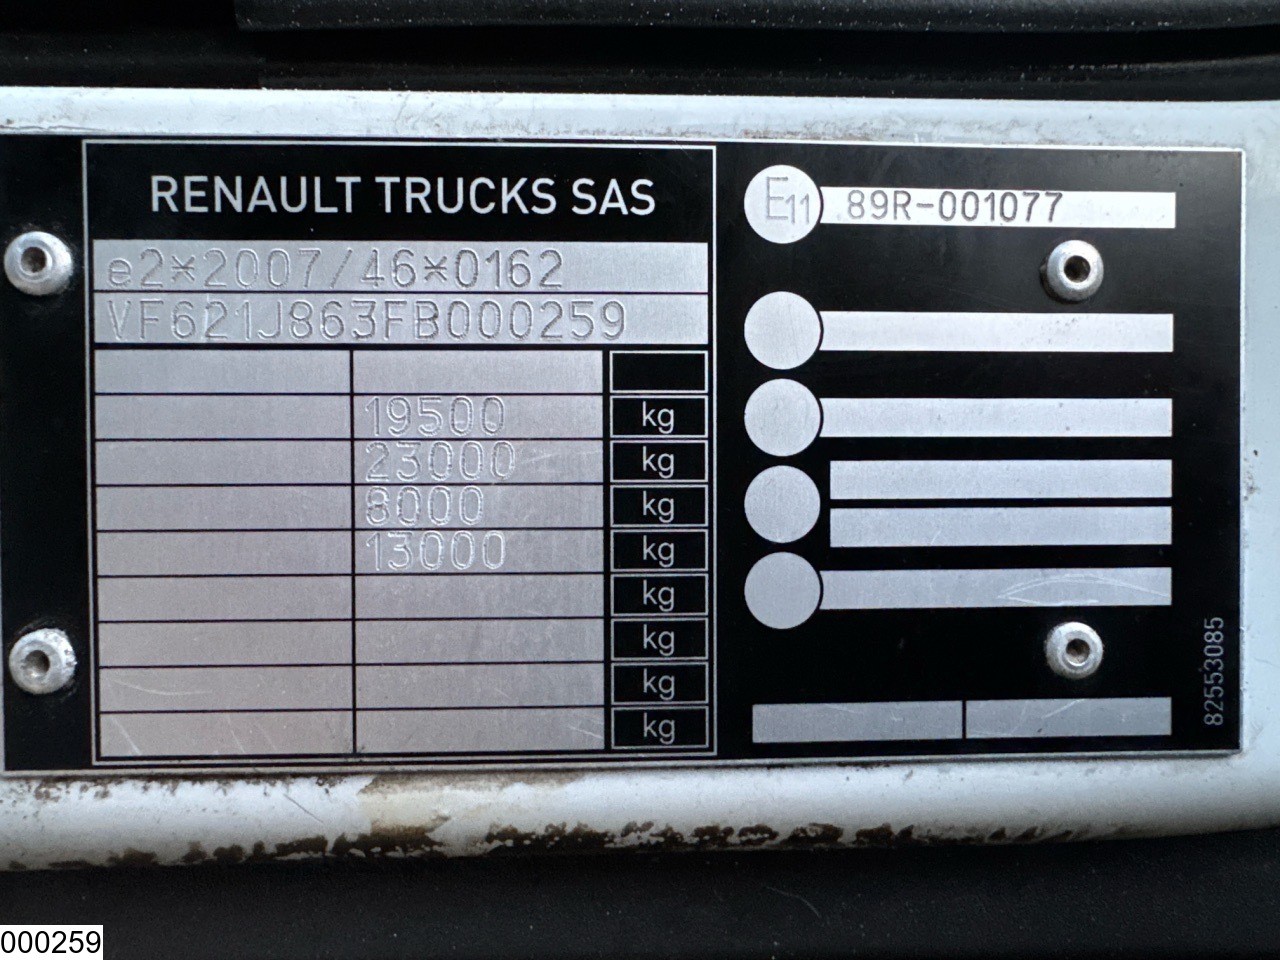 RENAULT TRUCKS SAS
e2*2007/46*0162
VF621J863FB000259
19500 kg
23000 kg
8000 kg
13000 kg
kg
kg
kg
kg
E11 89R-001077
82553085
000259